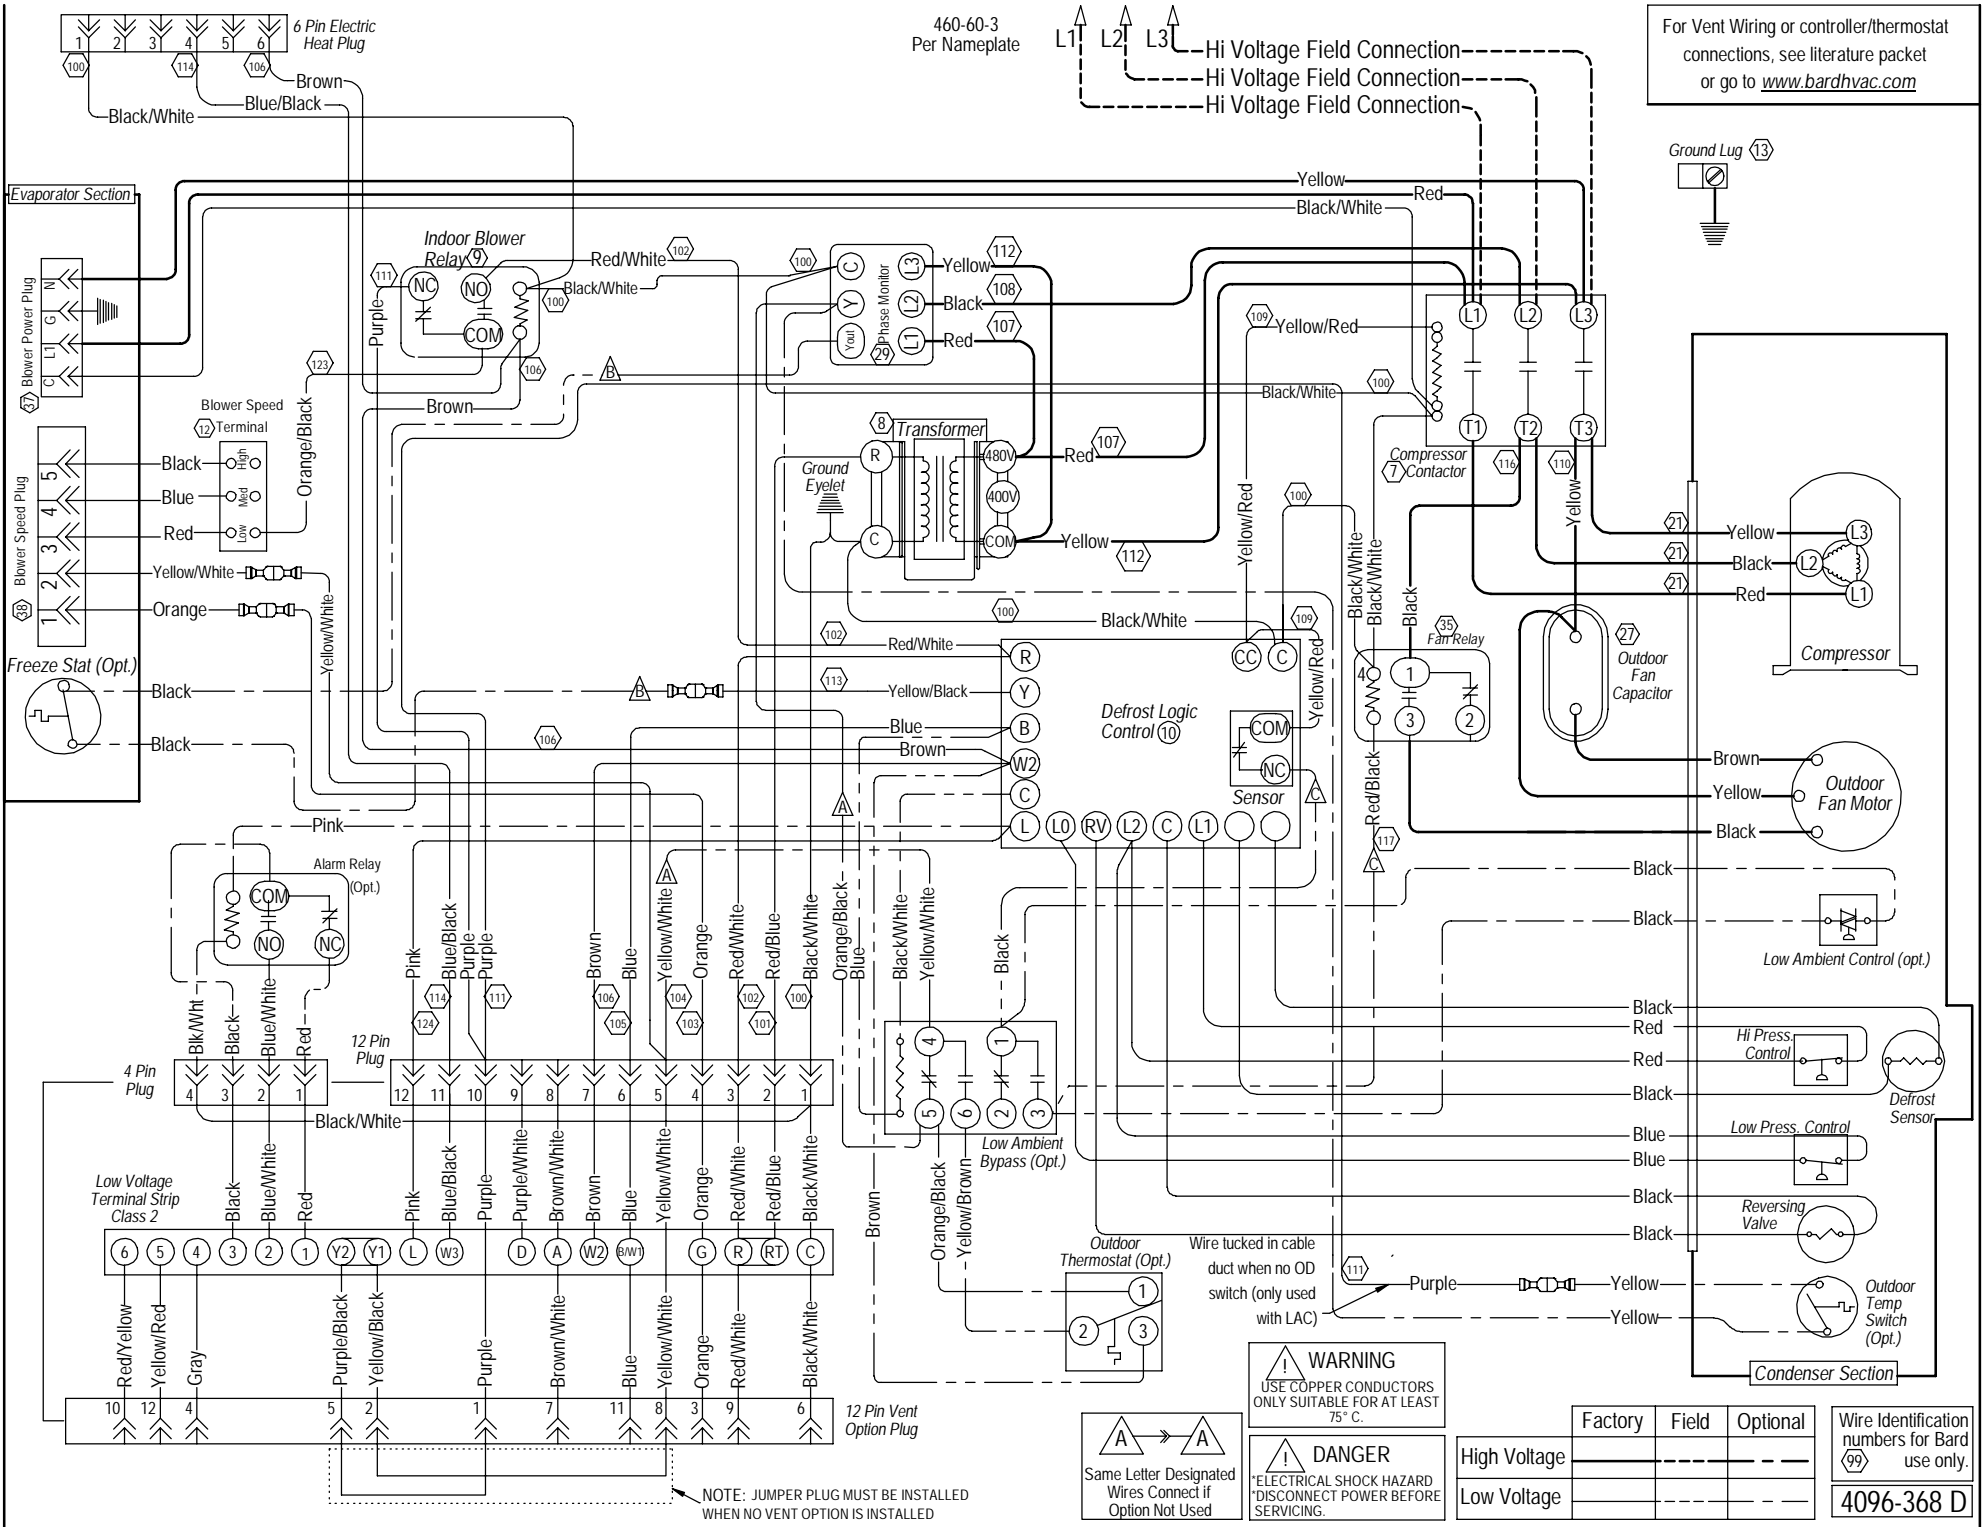 6 Pin Electric
Heat Plug
1 2 3 4 5 6
100 114 106
Brown
Blue/Black
Black/White
460-60-3
Per Nameplate
L1 L2 L3
Hi Voltage Field Connection
Hi Voltage Field Connection
Hi Voltage Field Connection
For Vent Wiring or controller/thermostat
connections, see literature packet
or go to www.bardhvac.com
Ground Lug 13
Evaporator Section
Yellow
Red
Black/White
Blower Power Plug
N
G
L1
C
37
Indoor Blower
Relay 9
NC
NO
COM
111
Purple
Red/White 102
Black/White
100
100
106
123
Brown
Orange/Black
C
Y
Yout
Phase Monitor
29
L3
L2
L1
Yellow 112
Black 108
Red 107
B
Black/White
100
109 Yellow/Red
L1 L2 L3
T1 T2 T3
Compressor
7 Contactor
116 110
Blower Speed
12 Terminal
High
Med
Low
Blower Speed Plug
38
5
4
3
2
1
Black
Blue
Red
Yellow/White
Orange
Yellow/White
8
Transformer
R
C
480V
400V
COM
Ground
Eyelet
Red 107
Yellow 112
Yellow/Red
100
Black/White
Black/White
Black
Yellow
21 Yellow
21 Black
21 Red
L3
L2
L1
Compressor
Freeze Stat (Opt.)
Black
Black
100
Black/White
109
102
Red/White
113
Yellow/Black
B
Blue
Brown
106
R
Y
B
W2
C
L L0 RV L2 C L1
CC C
Defrost Logic
Control 10
Yellow/Red
COM
NC
Sensor
C
A
35
Fan Relay
4
1
3
2
27
Outdoor
Fan
Capacitor
Brown
Yellow
Black
Outdoor
Fan Motor
Red/Black
117
C
Pink
Alarm Relay
(Opt.)
COM
NO
NC
Blk/Wht
Black
Blue/White
Red
4 Pin
Plug
4 3 2 1
Black/White
12 Pin
Plug
Pink
Blue/Black
Purple
Purple
Brown
Blue
Yellow/White
Orange
Red/White
Red/Blue
Black/White
124 114 111 106 105 104 103 102 101 100
A
12 11 10 9 8 7 6 5 4 3 2 1
Orange/Black
Blue
Black/White
Yellow/White
Black
4
1
5
6
2
3
Low Ambient
Bypass (Opt.)
Black
Black
Low Ambient Control (opt.)
Black
Red
Red
Black
Hi Press.
Control
Defrost
Sensor
Blue
Blue
Low Press. Control
Black
Black
Reversing
Valve
Low Voltage
Terminal Strip
Class 2
Black
Blue/White
Red
Pink
Blue/Black
Purple
Purple/White
Brown/White
Brown
Blue
Yellow/White
Orange
Red/White
Red/Blue
Black/White
6 5 4 3 2 1 Y2 Y1 L W3 D A W2 B/W1 G R RT C
Red/Yellow
Yellow/Red
Gray
Purple/Black
Yellow/Black
Purple
Brown/White
Blue
Yellow/White
Orange
Red/White
Black/White
10 12 4 5 2 1 7 11 8 3 9 6
12 Pin Vent
Option Plug
NOTE: JUMPER PLUG MUST BE INSTALLED
WHEN NO VENT OPTION IS INSTALLED
Brown
Orange/Black
Yellow/Brown
Outdoor
Thermostat (Opt.)
1
2
3
Wire tucked in cable
duct when no OD
switch (only used
with LAC)
111
Purple
Yellow
Yellow
Outdoor
Temp
Switch
(Opt.)
Condenser Section
! WARNING
USE COPPER CONDUCTORS
ONLY SUITABLE FOR AT LEAST
75° C.
! DANGER
*ELECTRICAL SHOCK HAZARD
*DISCONNECT POWER BEFORE
SERVICING.
A A
Same Letter Designated
Wires Connect if
Option Not Used
Factory Field Optional
High Voltage
Low Voltage
Wire Identification
numbers for Bard
99 use only.
4096-368 D